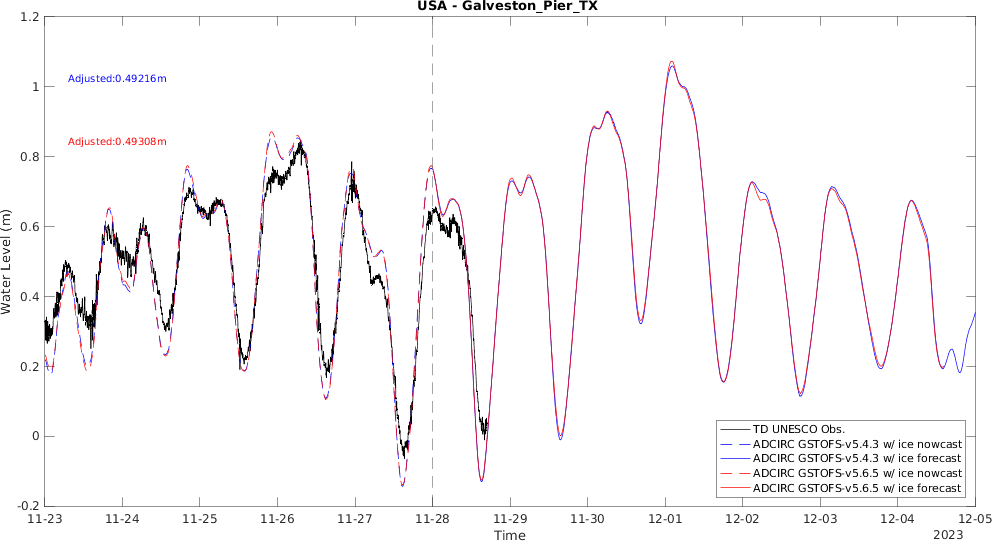 USA - Galveston_Pier_TX
1.2
1
0.8
0.6
0.4
0.2
0
-0.2
Water Level (m)
Adjusted:0.49216m
Adjusted:0.49308m
TD UNESCO Obs.
ADCIRC GSTOFS-v5.4.3 w/ ice nowcast
ADCIRC GSTOFS-v5.4.3 w/ ice forecast
ADCIRC GSTOFS-v5.6.5 w/ ice nowcast
ADCIRC GSTOFS-v5.6.5 w/ ice forecast
11-23 11-24 11-25 11-26 11-27 11-28 11-29 11-30 12-01 12-02 12-03 12-04 12-05
Time
2023